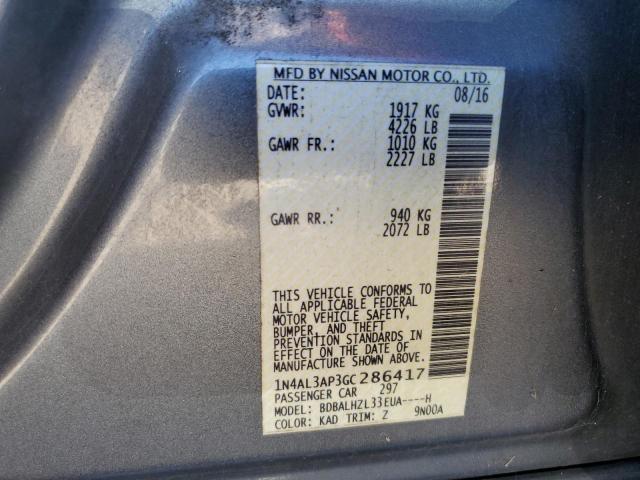 MFD BY NISSAN MOTOR CO., LTD.
DATE: 08/16
GVWR: 1917 KG
4226 LB
GAWR FR.: 1010 KG
2227 LB
GAWR RR.: 940 KG
2072 LB
THIS VEHICLE CONFORMS TO
ALL APPLICABLE FEDERAL
MOTOR VEHICLE SAFETY,
BUMPER, AND THEFT
PREVENTION STANDARDS IN
EFFECT ON THE DATE OF
MANUFACTURE SHOWN ABOVE.
1N4AL3AP3GC286417
PASSENGER CAR 297
MODEL: BDBALHZL33EUA----H
COLOR: KAD TRIM: Z 9N00A